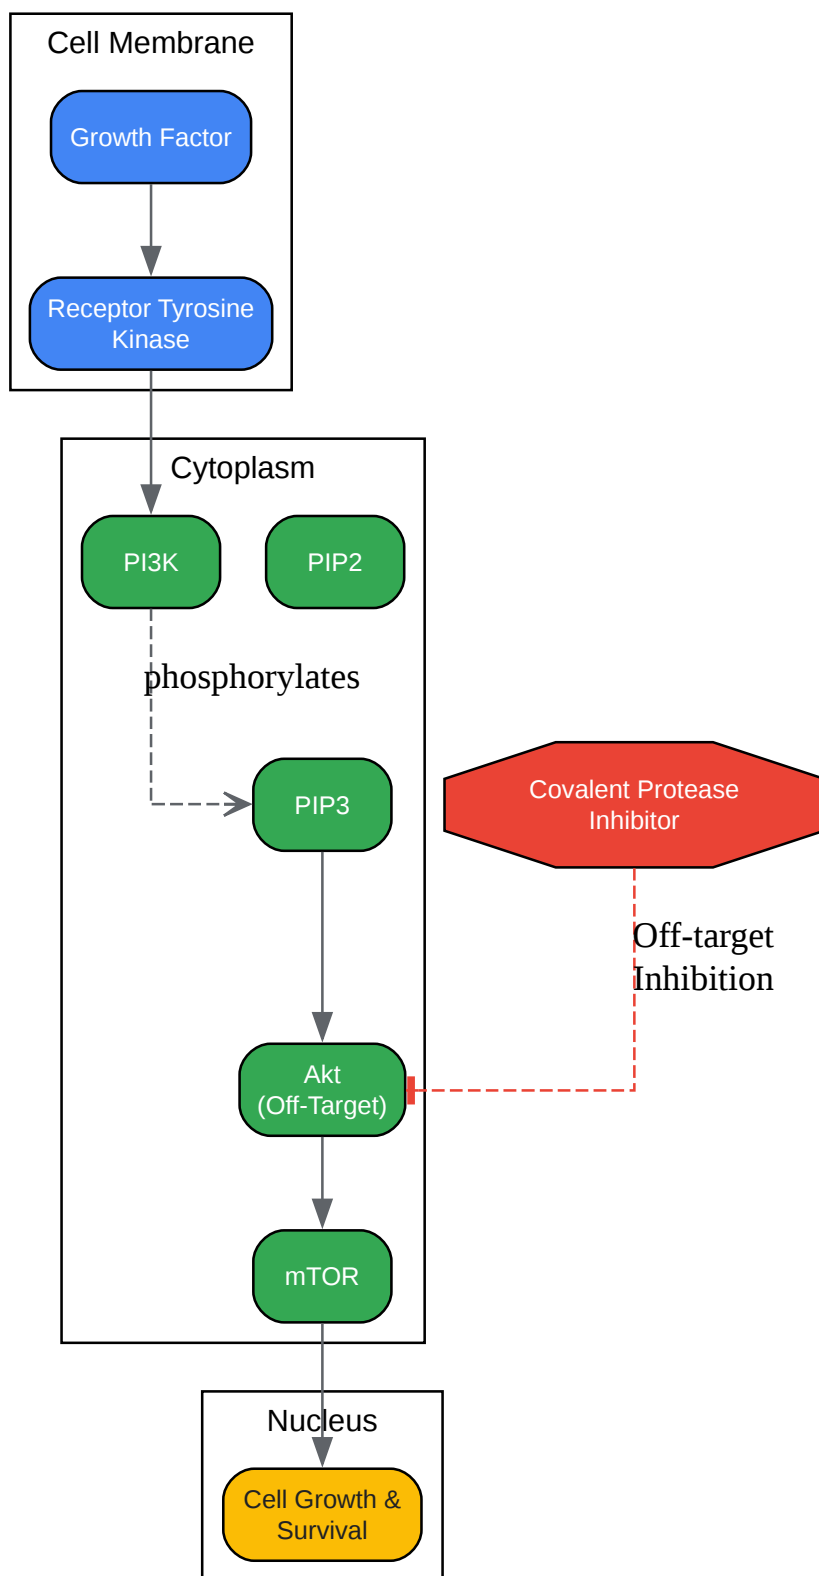 Cell Membrane
Growth Factor
Receptor Tyrosine
Kinase
Cytoplasm
PI3K
PIP2
phosphorylates
PIP3
Covalent Protease
Inhibitor
Off-target
Inhibition
Akt
(Off-Target)
mTOR
Nucleus
Cell Growth &
Survival